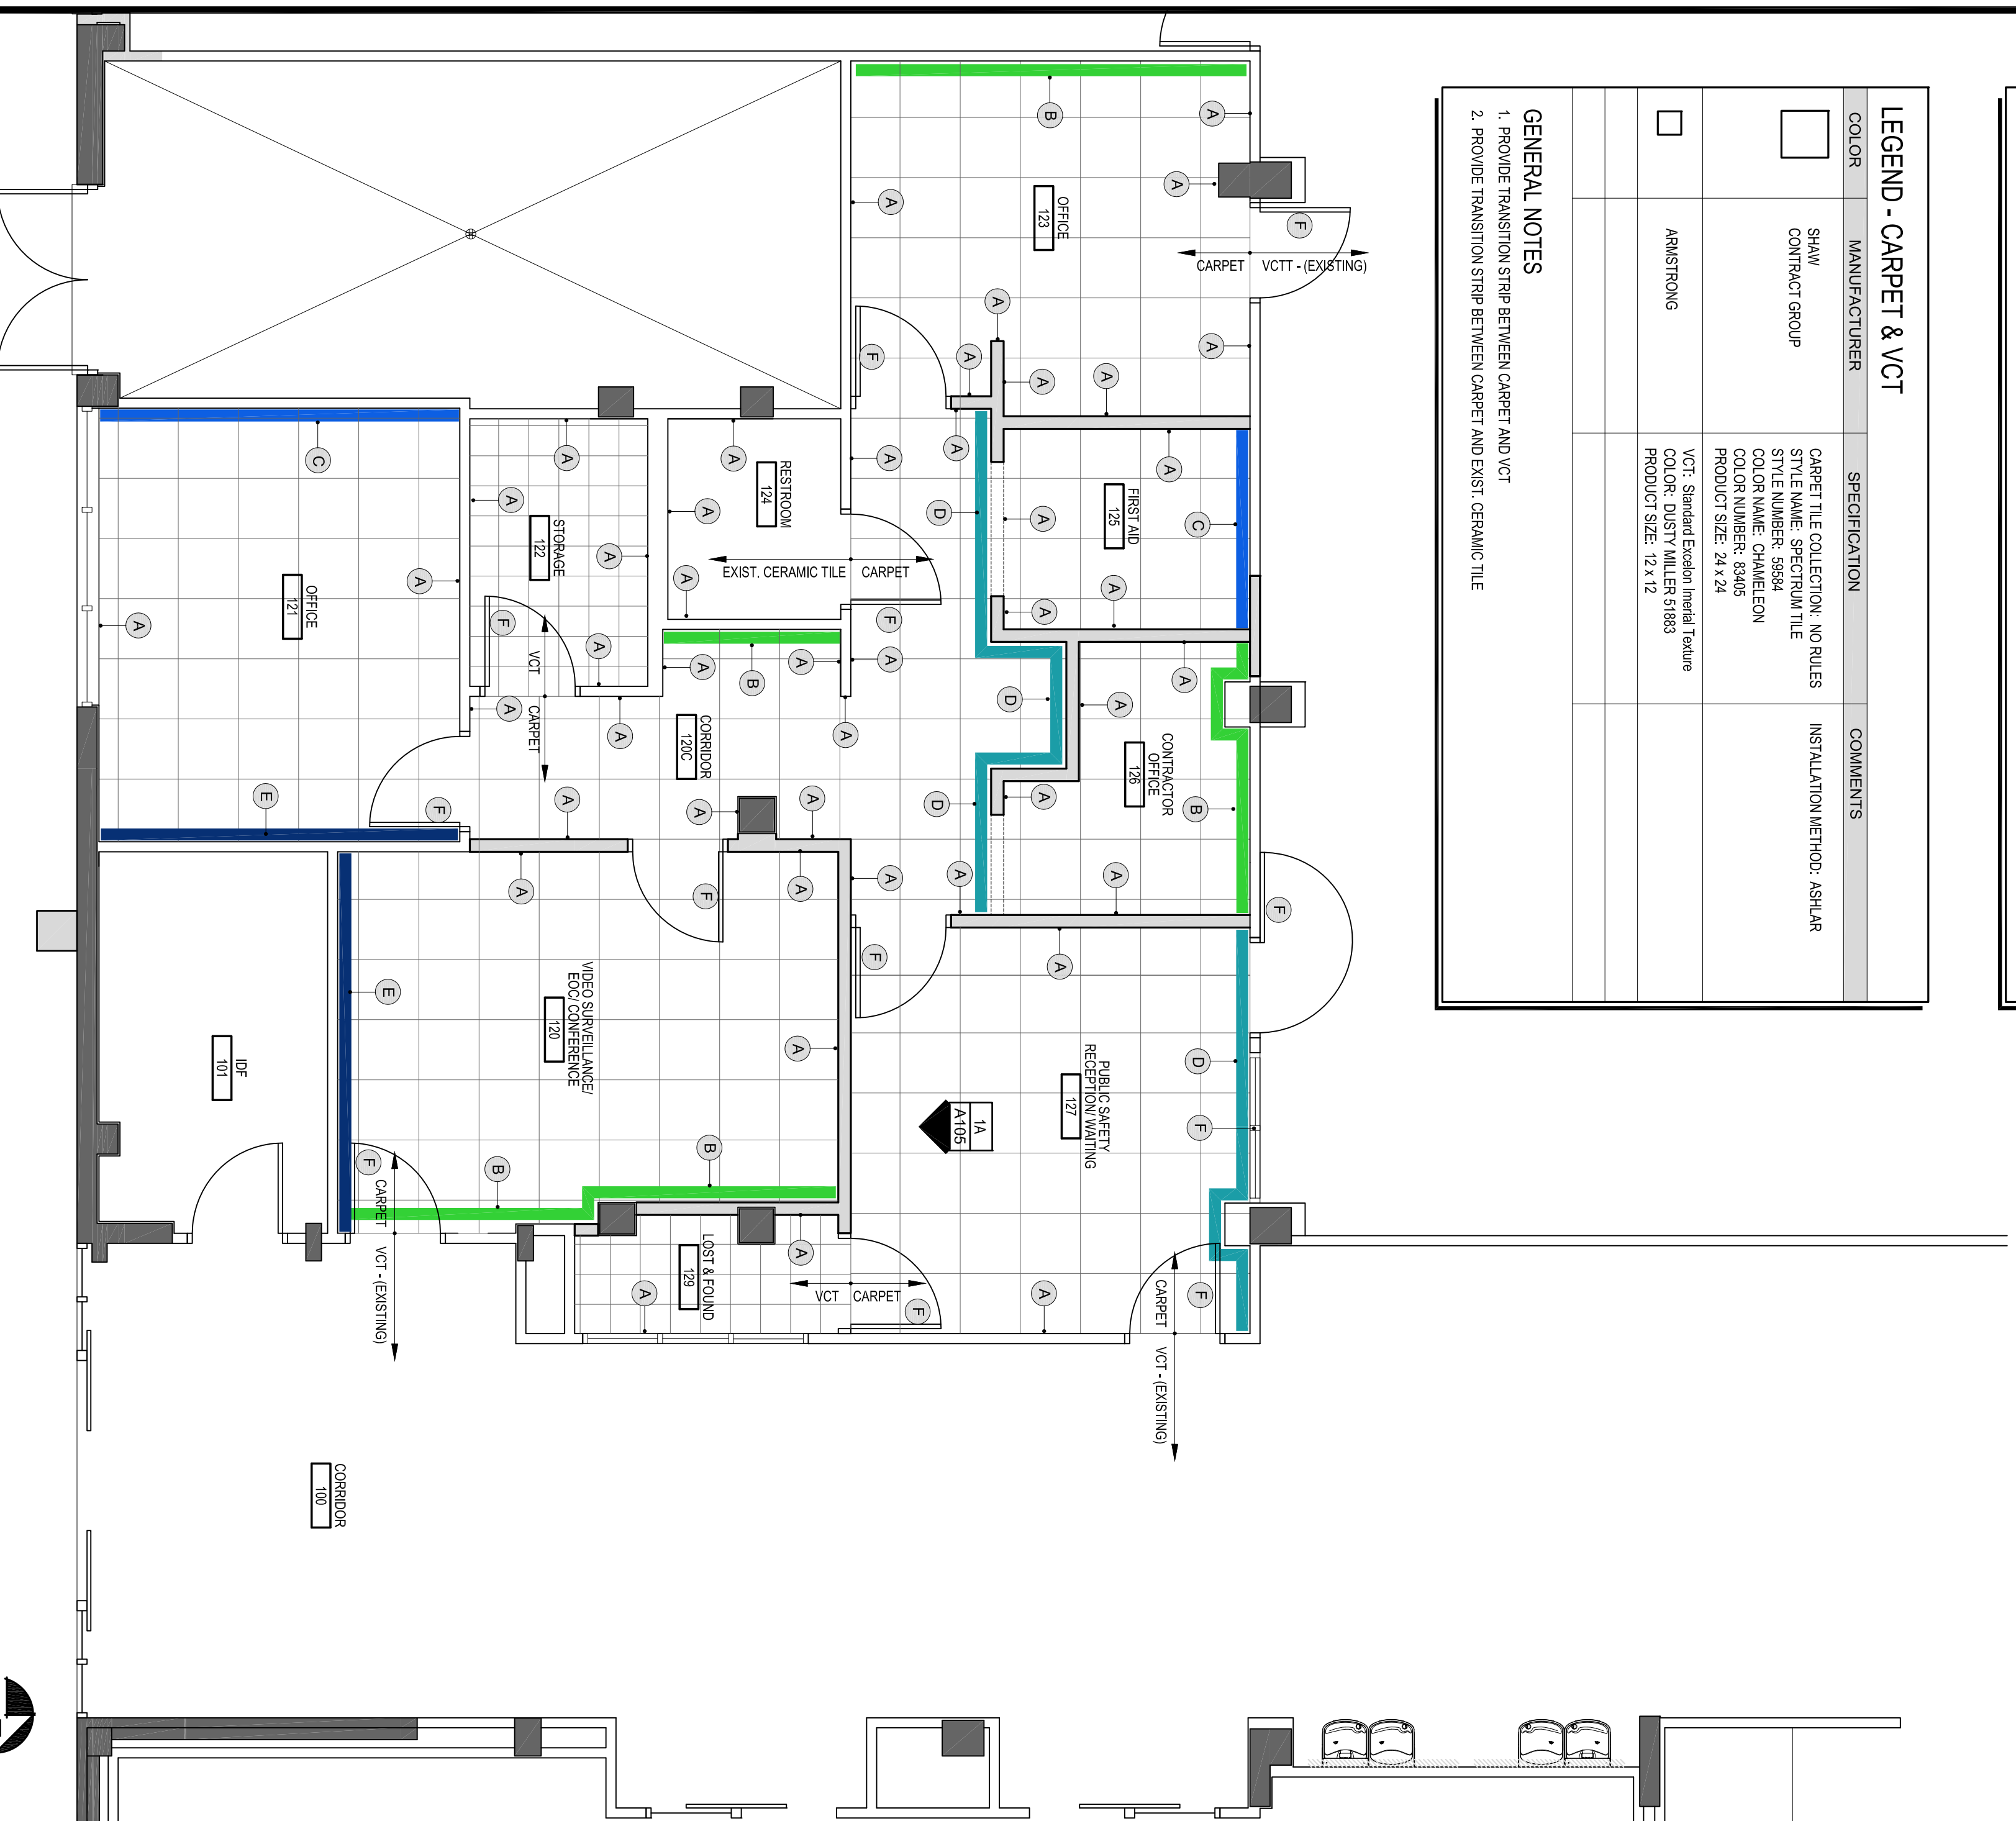 LEGEND - CARPET & VCT
COLOR MANUFACTURER SPECIFICATION COMMENTS
SHAW
CONTRACT GROUP
CARPET TILE COLLECTION: NO RULES
STYLE NAME: SPECTRUM TILE
STYLE NUMBER: 59584
COLOR NAME: CHAMELEON
COLOR NUMBER: 83405
PRODUCT SIZE: 24 x 24
INSTALLATION METHOD: ASHLAR
ARMSTRONG
VCT: Standard Excelon Imerial Texture
COLOR: DUSTY MILLER 51883
PRODUCT SIZE: 12 x 12
GENERAL NOTES
1. PROVIDE TRANSITION STRIP BETWEEN CARPET AND VCT
2. PROVIDE TRANSITION STRIP BETWEEN CARPET AND EXIST. CERAMIC TILE
F
CARPET VCTT - (EXISTING)
A
A
A
B
OFFICE
123
A
A
A
A
A
F
A
A
A
C
FIRST AID
125
A
A
A
D
A
A
CONTRACTOR
OFFICE
126
B
A
A
D
D
A
F
A
D
F
PUBLIC SAFETY
RECEPTION/ WAITING
127
1A
A105
A
F
CARPET VCT - (EXISTING)
A
F
F
A
RESTROOM
124
A
A
EXIST. CERAMIC TILE CARPET
F
A
A
STORAGE
122
A
A
A
F
VCT CARPET
A
A
B
A
A
A
CORRIDOR
120C
A
A
A
C
OFFICE
121
A
A
E
F
A
A
F
A
VIDEO SURVEILLANCE/
EOC/ CONFERENCE
120
A
E
B
B
F
CARPET VCT - (EXISTING)
IDF
101
LOST & FOUND
129
A
A
VCT CARPET
F
CORRIDOR
100